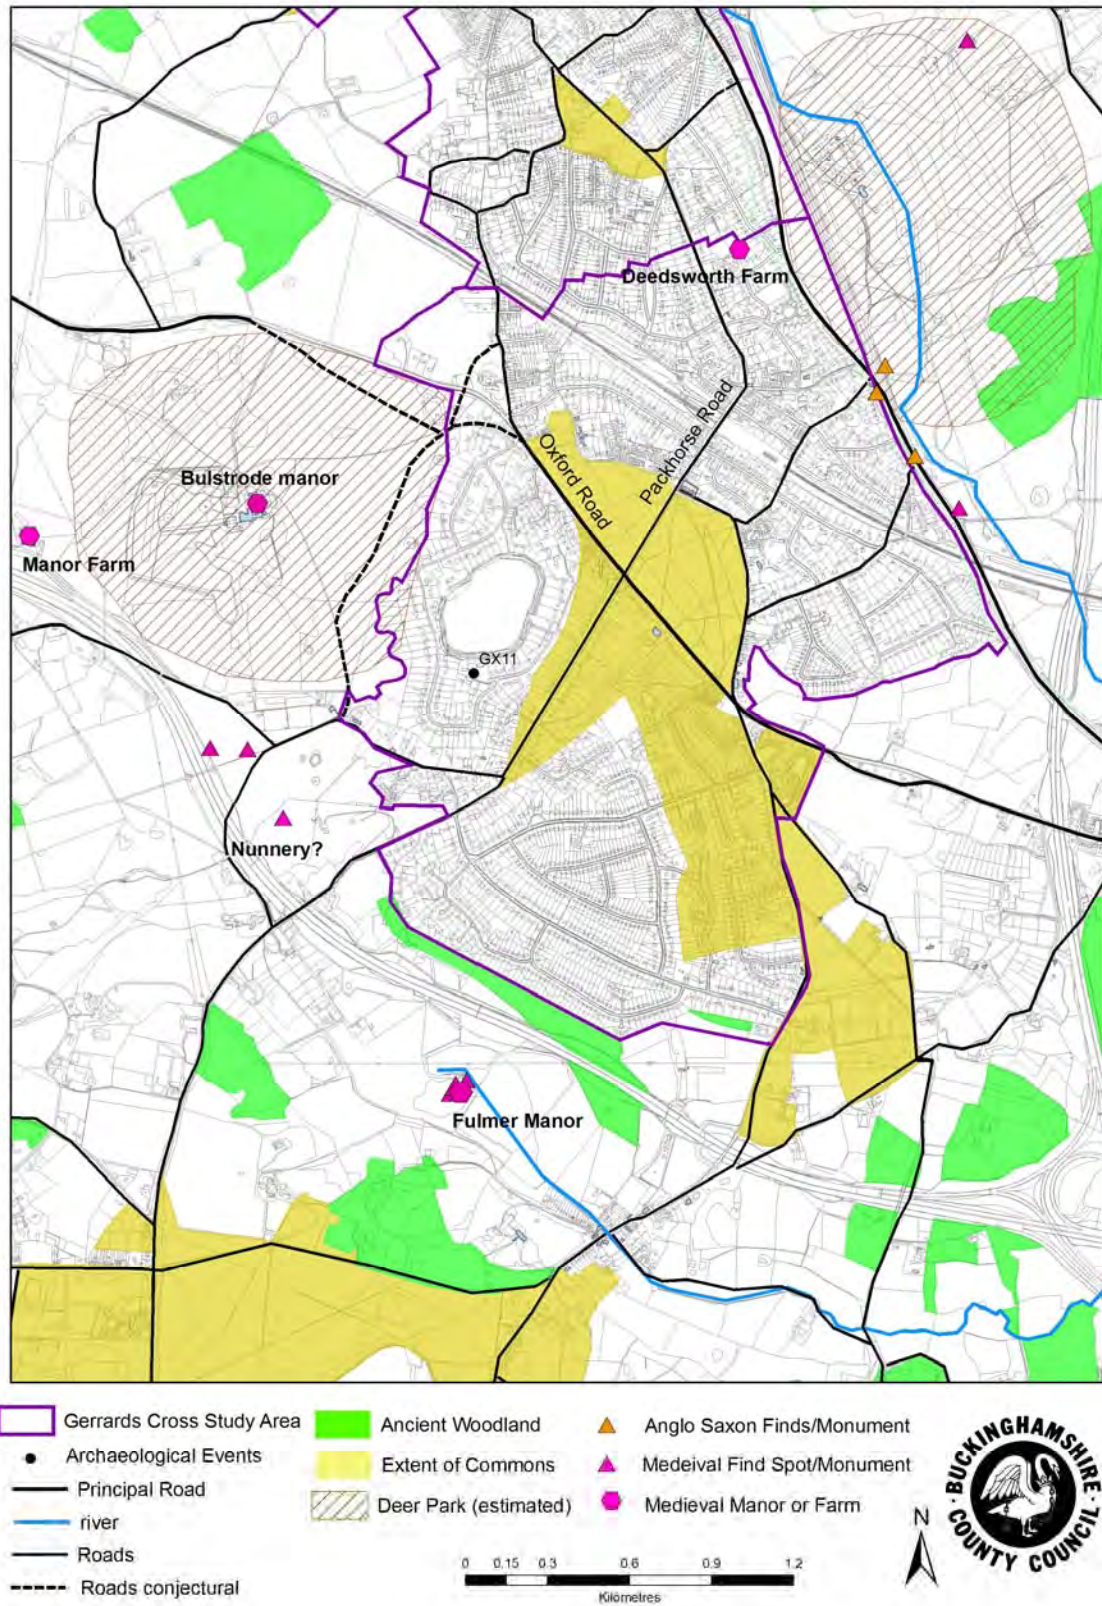 Deedsworth Farm
Packhorse Road
Oxford Road
Bulstrode manor
Manor Farm
GX11
Nunnery?
Fulmer Manor
Gerrards Cross Study Area
Archaeological Events
Principal Road
river
Roads
Roads conjectural
Ancient Woodland
Extent of Commons
Deer Park (estimated)
Anglo Saxon Finds/Monument
Medeival Find Spot/Monument
Medieval Manor or Farm
0 0.15 0.3 0.6 0.9 1.2
Kilometres
N
BUCKINGHAMSHIRE
COUNTY COUNCIL